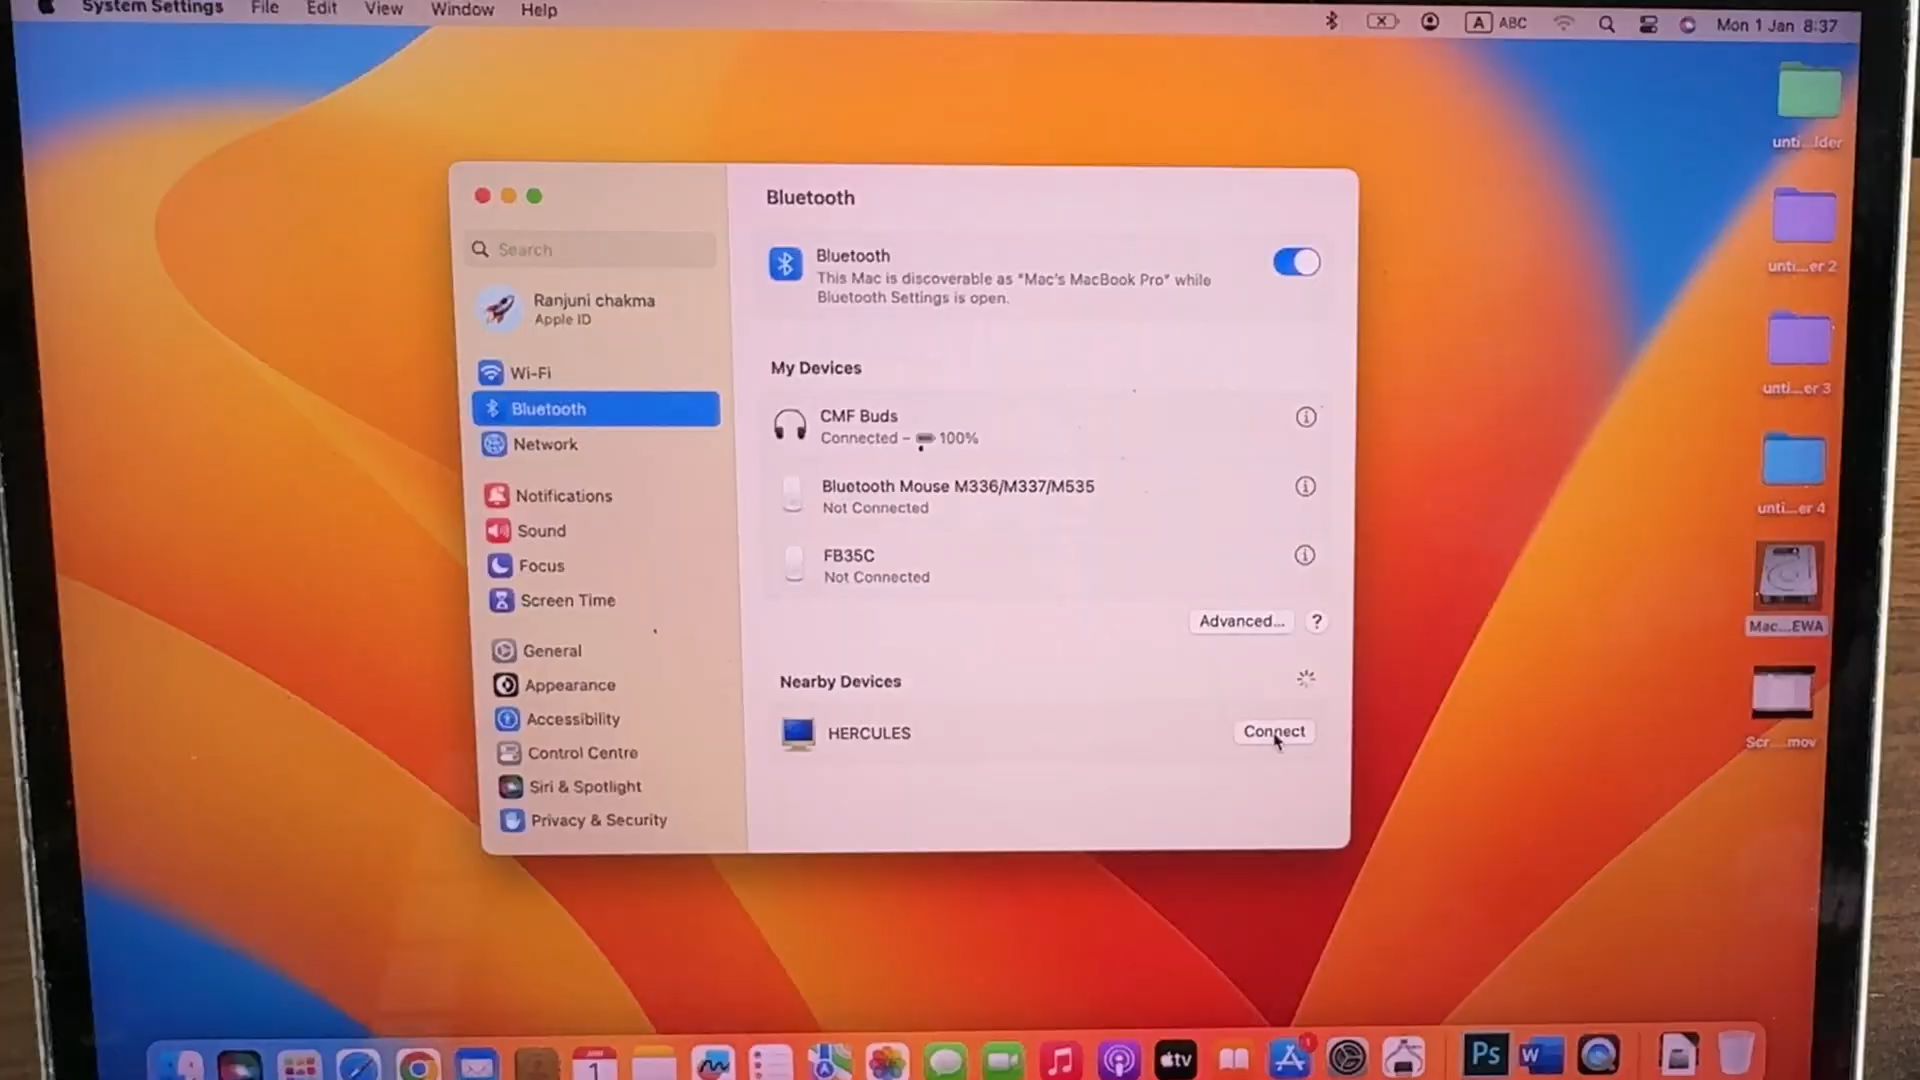 System Settings File Edit View Window Help
A ABC Mon 1 Jan 8:37
Bluetooth
Search
Bluetooth
This Mac is discoverable as "Mac's MacBook Pro" while
Bluetooth Settings is open.
Ranjuni chakma
Apple ID
Wi-Fi
Bluetooth
Network
Notifications
Sound
Focus
Screen Time
General
Appearance
Accessibility
Control Centre
Siri & Spotlight
Privacy & Security
My Devices
CMF Buds
Connected – 100%
Bluetooth Mouse M336/M337/M535
Not Connected
FB35C
Not Connected
Advanced... ?
Nearby Devices
HERCULES
Connect
unti...lder
unti...er 2
unti...er 3
unti...er 4
Mac...EWA
Scr...mov
1
tv
1
Ps
W